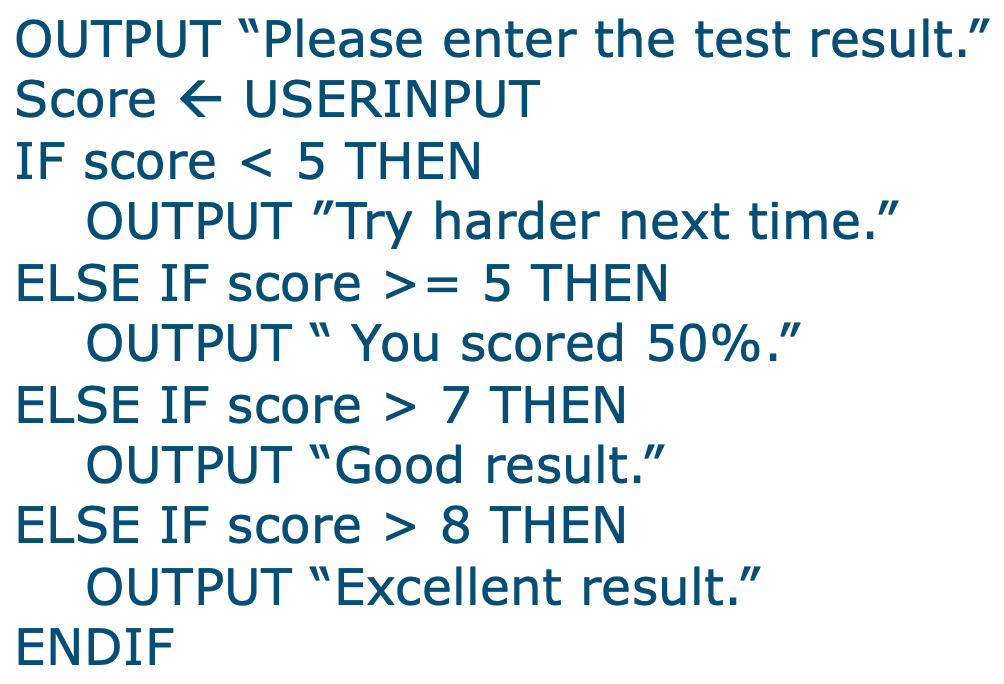 OUTPUT “Please enter the test result.”
Score ← USERINPUT
IF score < 5 THEN
OUTPUT ”Try harder next time.”
ELSE IF score >= 5 THEN
OUTPUT “ You scored 50%.”
ELSE IF score > 7 THEN
OUTPUT “Good result.”
ELSE IF score > 8 THEN
OUTPUT “Excellent result.”
ENDIF